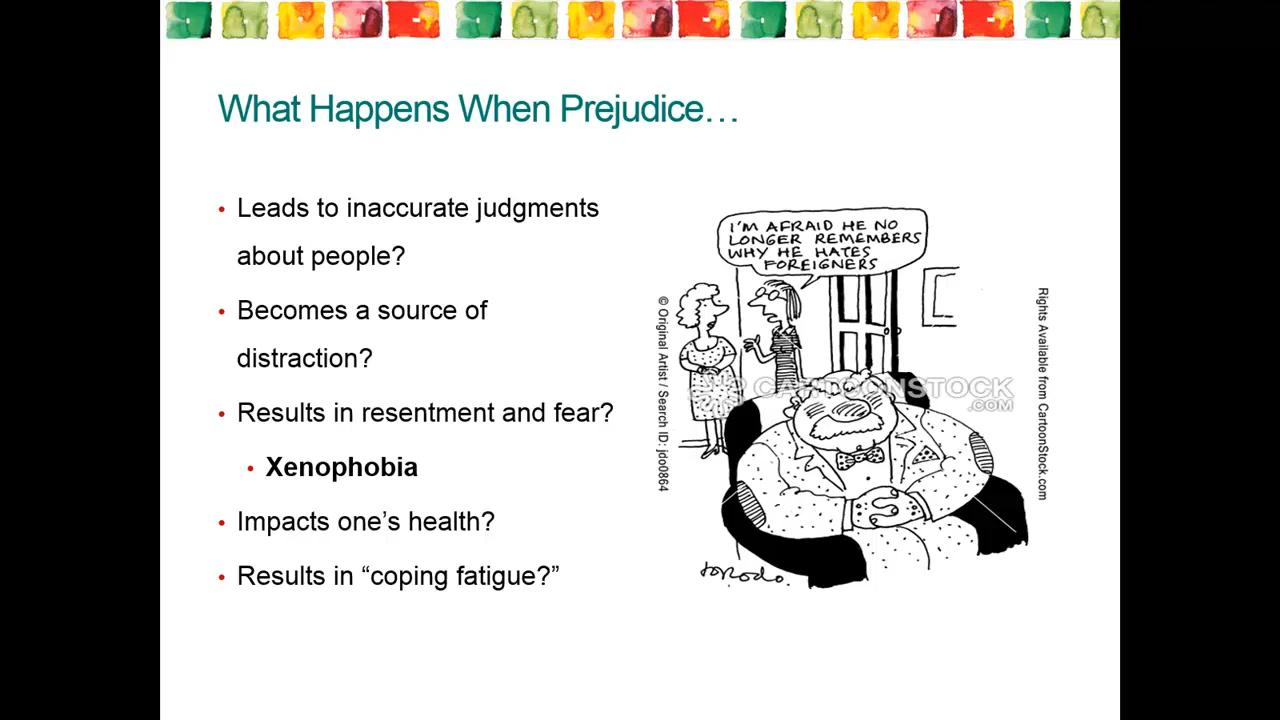 What Happens When Prejudice…
• Leads to inaccurate judgments
about people?
• Becomes a source of
distraction?
• Results in resentment and fear?
• Xenophobia
• Impacts one’s health?
• Results in “coping fatigue?”
I'M AFRAID HE NO
LONGER REMEMBERS
WHY HE HATES
FOREIGNERS
© Original Artist / Search ID: jdo0864
Rights Available from CartoonStock.com
CARTOONSTOCK
.COM